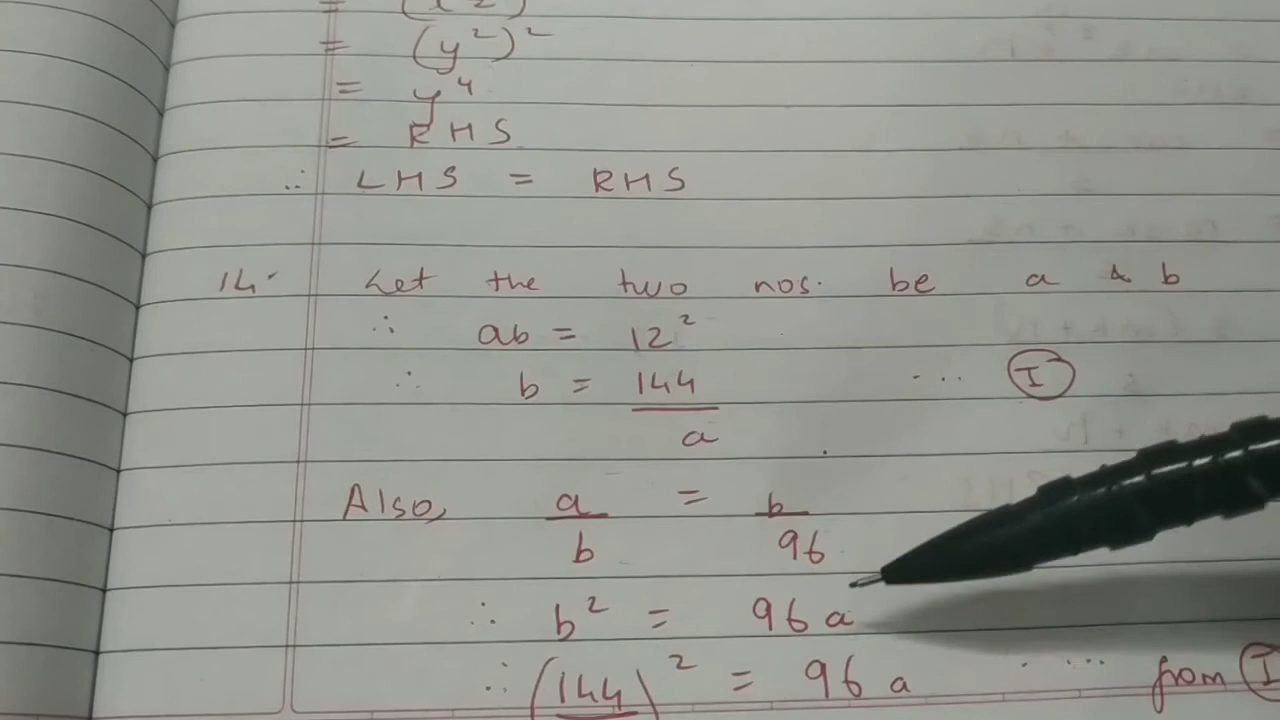 = (y²)²
= y⁴
= RHS
∴ LHS = RHS
14. Let the two nos. be a & b
∴ ab = 12²
∴ b = 144 ... (I)
a
Also, a = b
b 96
∴ b² = 96a
∴ (144)² = 96a ... from (I)